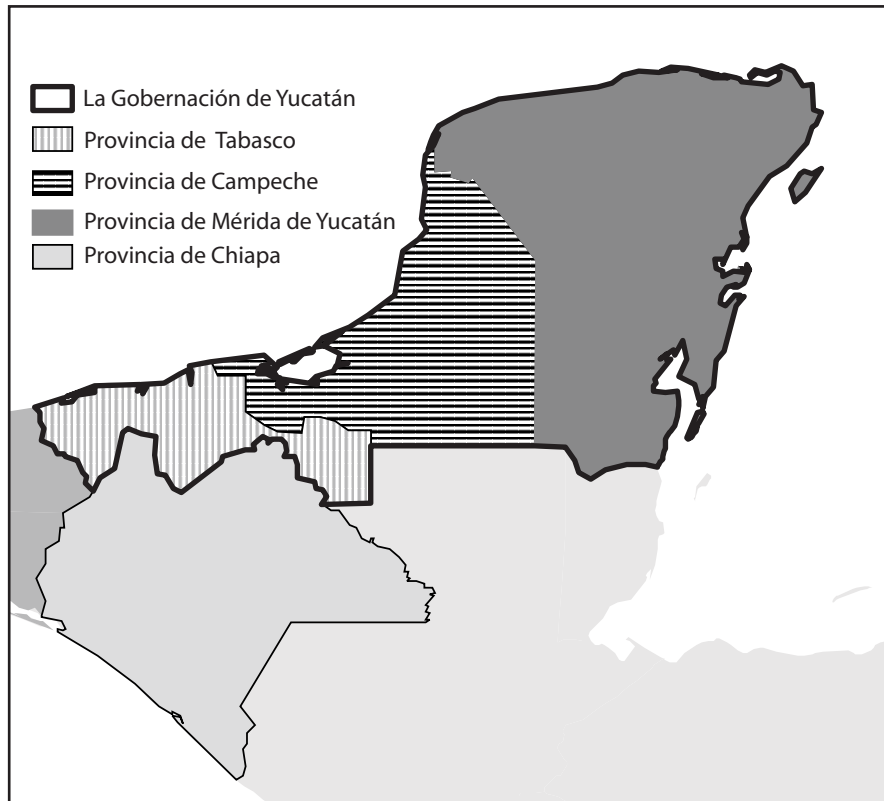 La Gobernación de Yucatán
Provincia de Tabasco
Provincia de Campeche
Provincia de Mérida de Yucatán
Provincia de Chiapa